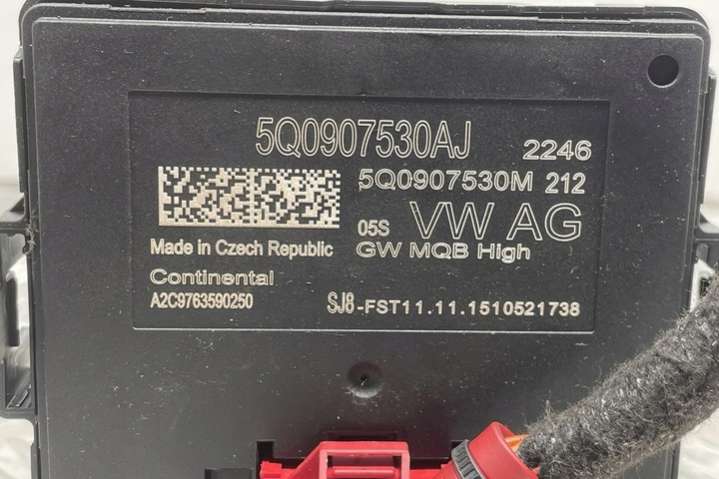 5Q0907530AJ 2246
5Q0907530M 212
05S VW AG
Made in Czech Republic GW MQB High
Continental
A2C9763590250 SJ8-FST11.11.1510521738